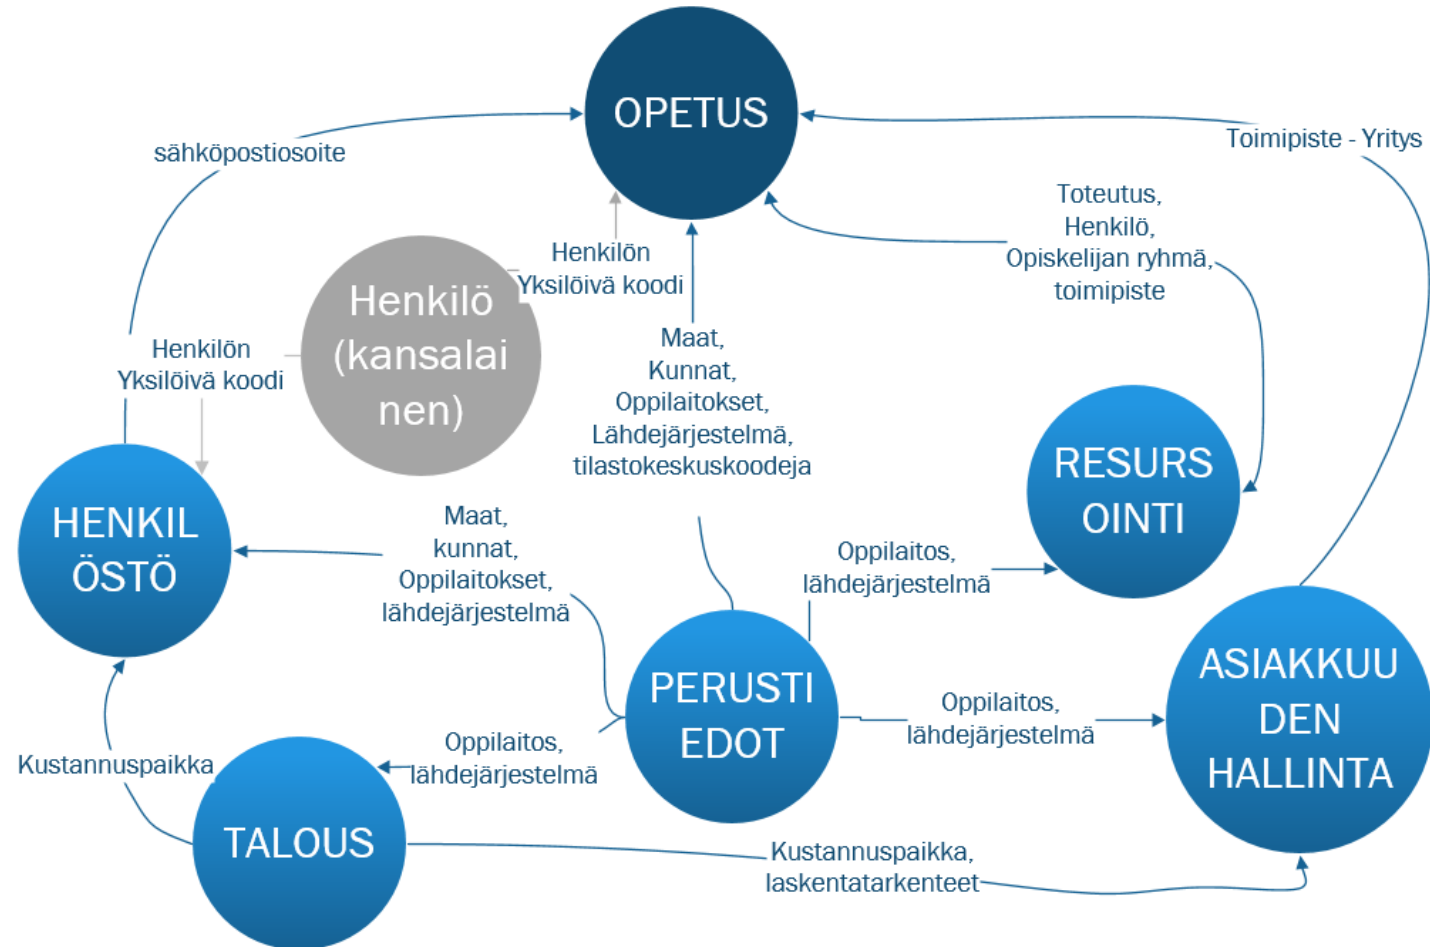 OPETUS
sähköpostiosoite
Toimipiste - Yritys
Toteutus,
Henkilö,
Opiskelijan ryhmä,
toimipiste
Henkilön
Yksilöivä koodi
Henkilö
(kansalai
nen)
Henkilön
Yksilöivä koodi
Maat,
Kunnat,
Oppilaitokset,
Lähdejärjestelmä,
tilastokeskuskoodeja
RESURS
OINTI
HENKIL
ÖSTÖ
Maat,
kunnat,
Oppilaitokset,
lähdejärjestelmä
Oppilaitos,
lähdejärjestelmä
PERUSTI
EDOT
ASIAKKUU
DEN
HALLINTA
Oppilaitos,
lähdejärjestelmä
Oppilaitos,
lähdejärjestelmä
Kustannuspaikka
TALOUS
Kustannuspaikka,
laskentatarkenteet